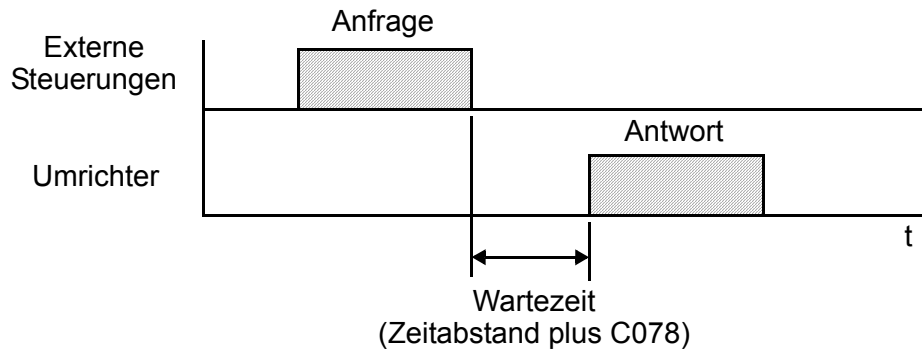 Anfrage
Externe
Steuerungen
Antwort
Umrichter
t
Wartezeit
(Zeitabstand plus C078)